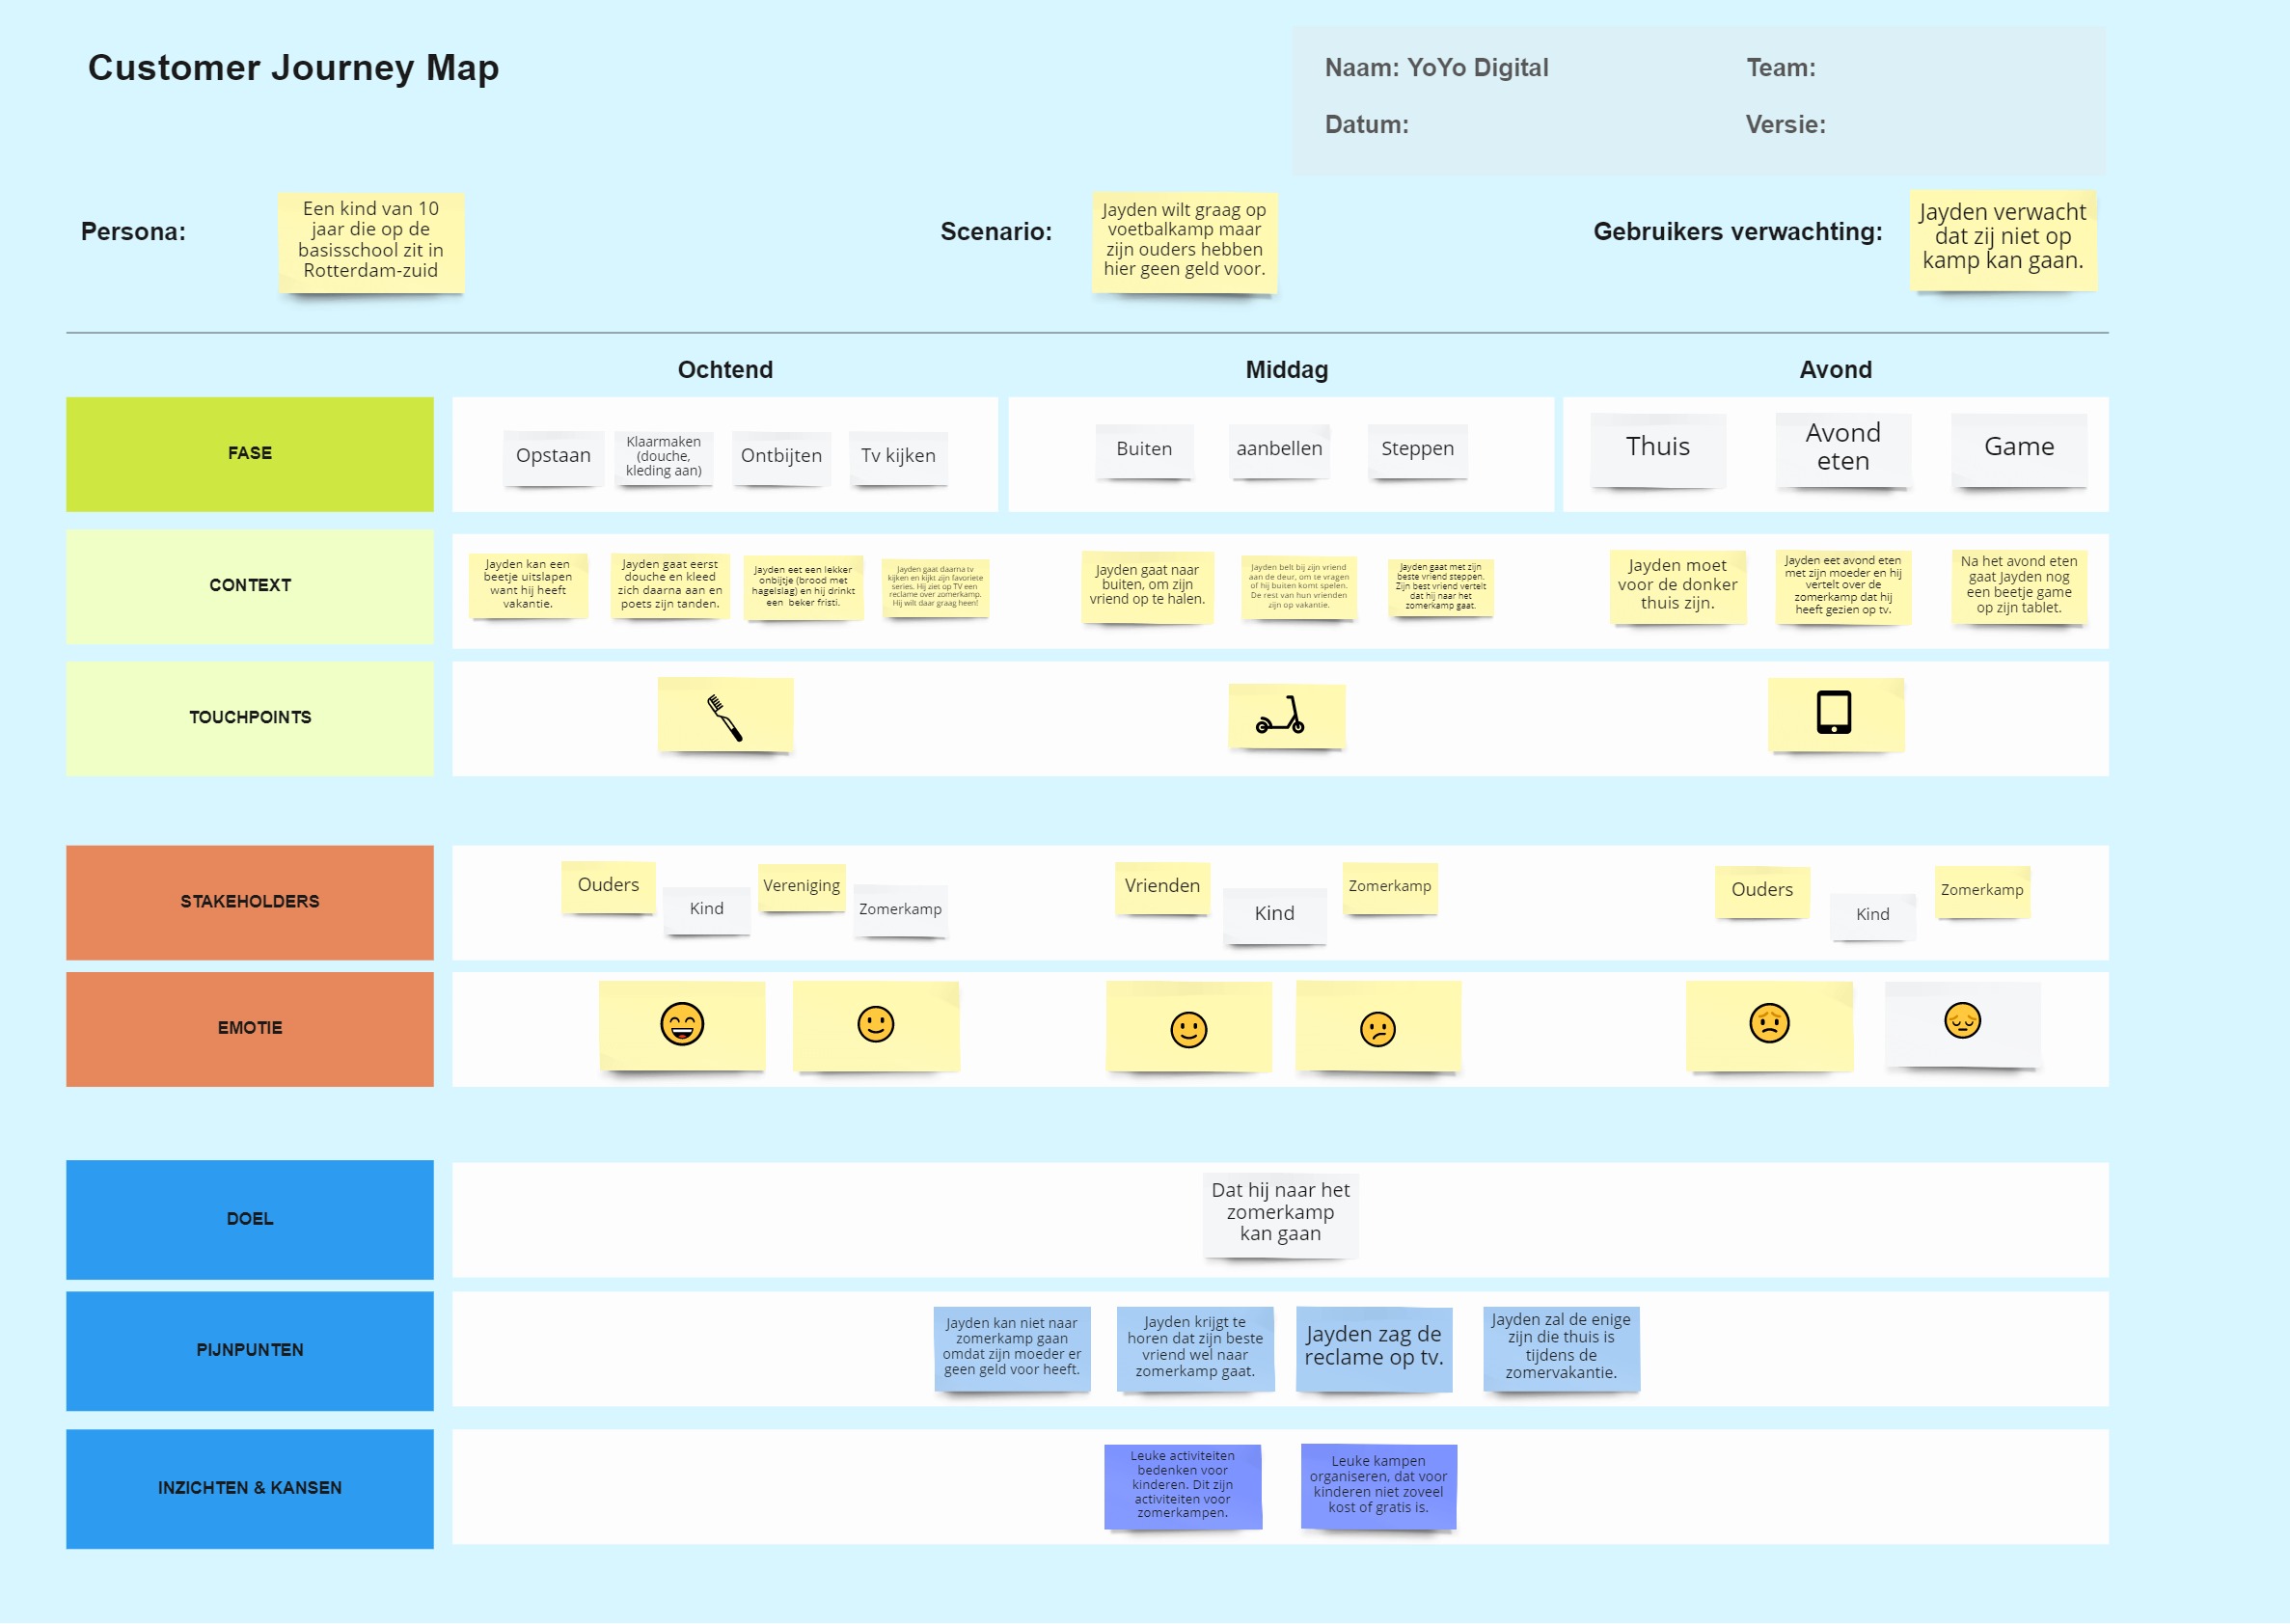 Customer Journey Map
Naam: YoYo Digital
Team:
Datum:
Versie:
Persona:
Een kind van 10
jaar die op de
basisschool zit in
Rotterdam-zuid
Scenario:
Jayden wilt graag op
voetbalkamp maar
zijn ouders hebben
hier geen geld voor.
Gebruikers verwachting:
Jayden verwacht
dat zij niet op
kamp kan gaan.
Ochtend
Middag
Avond
FASE
Opstaan
Klaarmaken
(douche,
kleding aan)
Ontbijten
Tv kijken
Buiten
aanbellen
Steppen
Thuis
Avond
eten
Game
CONTEXT
Jayden kan een
beetje uitslapen
want hij heeft
vakantie.
Jayden gaat eerst
douche en kleed
zich daarna aan en
poets zijn tanden.
Jayden eet een lekker
onbijtje (brood met
hagelslag) en hij drinkt
een beker fristi.
Jayden gaat daarna tv
kijken en kijkt zijn favoriete
series. Hij ziet op TV een
reclame over zomerkamp.
Hij wilt daar graag heen!
Jayden gaat naar
buiten, om zijn
vriend op te halen.
Jayden belt bij zijn vriend
aan de deur, om te vragen
of hij buiten komt spelen.
De rest van hun vrienden
zijn op vakantie.
Jayden gaat met zijn
beste vriend steppen.
Zijn best vriend vertelt
dat hij naar het
zomerkamp gaat.
Jayden moet
voor de donker
thuis zijn.
Jayden eet avond eten
met zijn moeder en hij
vertelt over de
zomerkamp dat hij
heeft gezien op tv.
Na het avond eten
gaat Jayden nog
een beetje game
op zijn tablet.
TOUCHPOINTS
STAKEHOLDERS
Ouders
Kind
Vereniging
Zomerkamp
Vrienden
Kind
Zomerkamp
Ouders
Kind
Zomerkamp
EMOTIE
DOEL
Dat hij naar het
zomerkamp
kan gaan
PIJNPUNTEN
Jayden kan niet naar
zomerkamp gaan
omdat zijn moeder er
geen geld voor heeft.
Jayden krijgt te
horen dat zijn beste
vriend wel naar
zomerkamp gaat.
Jayden zag de
reclame op tv.
Jayden zal de enige
zijn die thuis is
tijdens de
zomervakantie.
INZICHTEN & KANSEN
Leuke activiteiten
bedenken voor
kinderen. Dit zijn
activiteiten voor
zomerkampen.
Leuke kampen
organiseren, dat voor
kinderen niet zoveel
kost of gratis is.